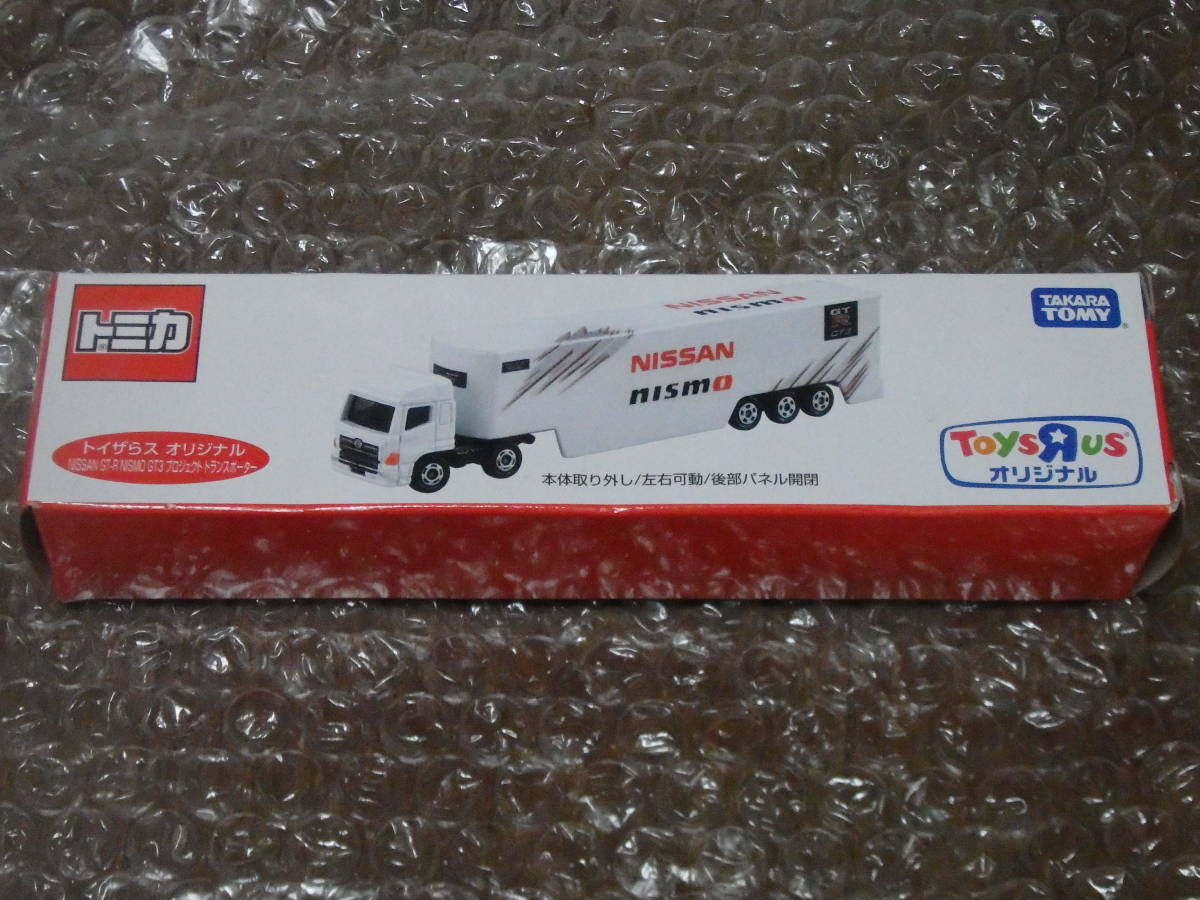 トミカ
トイザらス オリジナル
NISSAN GT-R NISMO GT3 プロジェクト トランスポーター
NISSAN
nismo
NISSAN
nismo
GT
R
GT3
本体取り外し/左右可動/後部パネル開閉
TAKARA
TOMY
®
ToysЯus
オリジナル